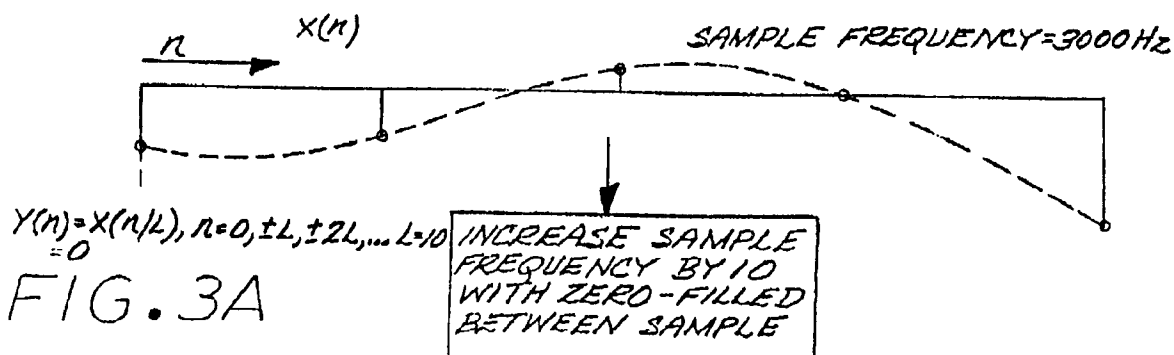 X(n)
n
SAMPLE FREQUENCY=3000Hz
Y(n)=X(n/L), n=0,±L,±2L,... L=10
=0
INCREASE SAMPLE
FREQUENCY BY 10
WITH ZERO-FILLED
BETWEEN SAMPLE
FIG. 3A